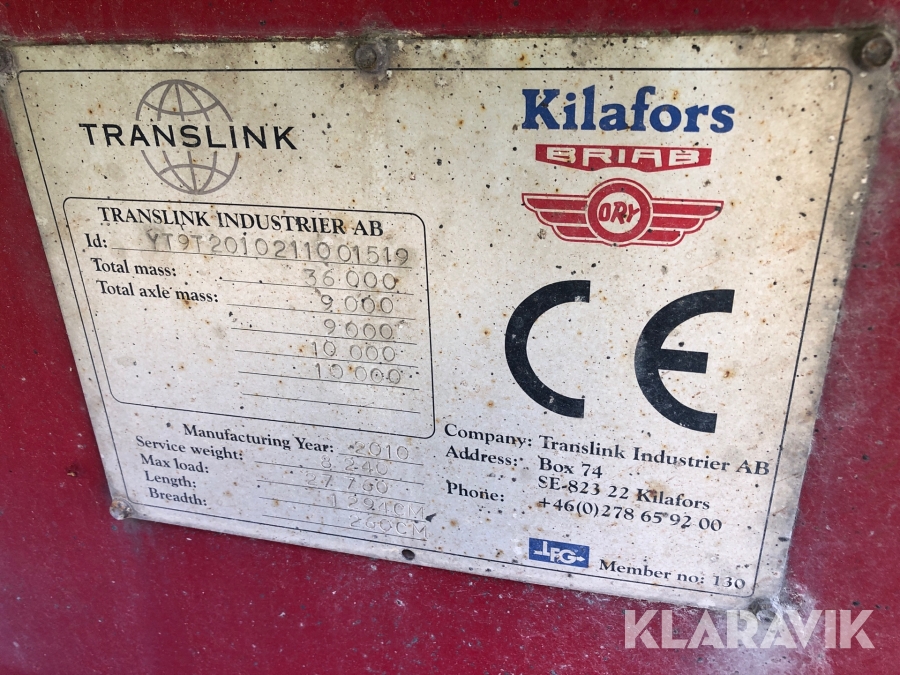 TRANSLINK
TRANSLINK INDUSTRIER AB
Id: YT9T2010211001519
Total mass: 36 000
Total axle mass: 9 000
9 000
10 000
10 000
Manufacturing Year: 2010
Service weight: 8 240
Max load: 27 760
Length: 1294CM
Breadth: 260CM
Kilafors
BRIAB
ORY
CE
Company: Translink Industrier AB
Address: Box 74
SE-823 22 Kilafors
Phone: +46(0)278 65 92 00
LFG
Member no: 130
KLARAVIK